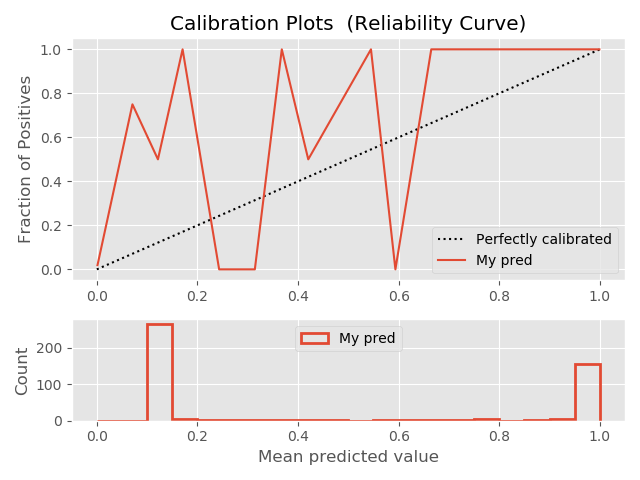 Calibration Plots (Reliability Curve)
Fraction of Positives
1.0
0.8
0.6
0.4
0.2
0.0
Perfectly calibrated
My pred
0.0 0.2 0.4 0.6 0.8 1.0
Count
200
100
0
My pred
0.0 0.2 0.4 0.6 0.8 1.0
Mean predicted value